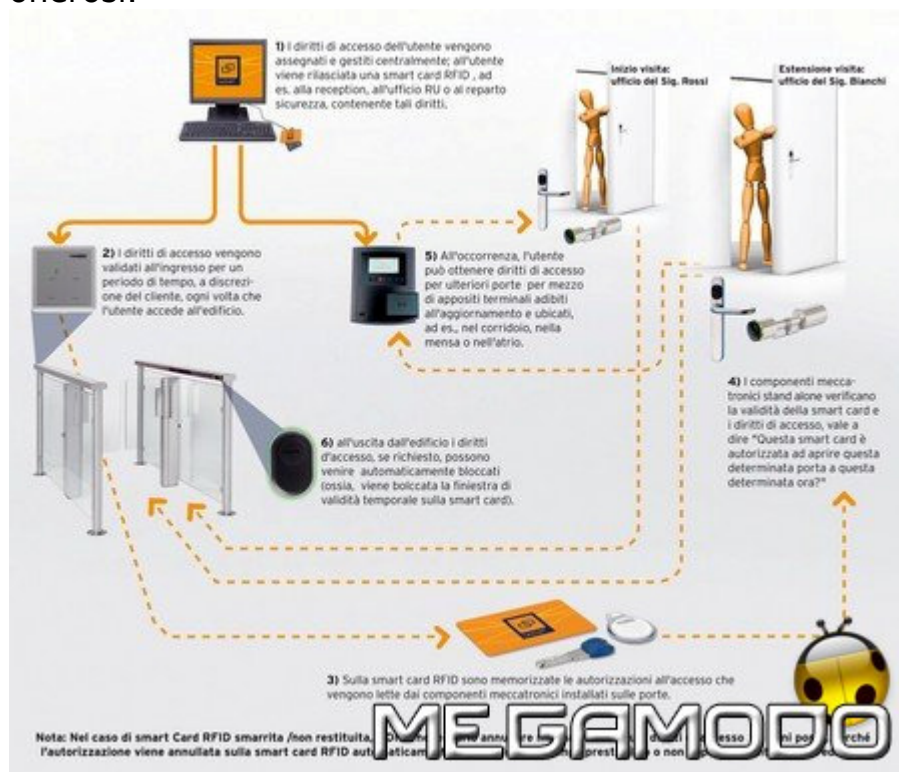 1) I diritti di accesso dell'utente vengono
assegnati e gestiti centralmente; all'utente
viene rilasciata una smart card RFID , ad
es. alla reception, all'ufficio RU o al reparto
sicurezza, contenente tali diritti.
Inizio visita:
ufficio del Sig. Rossi
Estensione visita:
ufficio del Sig. Bianchi
2) I diritti di accesso vengono
validati all'ingresso per un
periodo di tempo, a discrezi-
one del cliente, ogni volta che
l'utente accede all'edificio.
5) All'occorrenza, l'utente
può ottenere diritti di accesso
per ulteriori porte per mezzo
di appositi terminali adibiti
all'aggiornamento e ubicati,
ad es., nel corridoio, nella
mensa o nell'atrio.
4) I componenti mecca-
tronici stand alone verificano
la validità della smart card e
i diritti di accesso, vale a
dire "Questa smart card è
autorizzata ad aprire questa
determinata porta a questa
determinata ora?"
6) all'uscita dall'edificio i diritti
d'accesso, se richiesto, possono
venire automaticamente bloccati
(ossia, viene bolccata la finiestra di
validità temporale sulla smart card).
3) Sulla smart card RFID sono memorizzate le autorizzazioni all'accesso che
vengono lette dai componenti meccatronici installati sulle porte.
MEGAMODO
Nota: Nel caso di smart Card RFID smarrita /non restituita,
l'autorizzazione viene annullata sulla smart card RFID